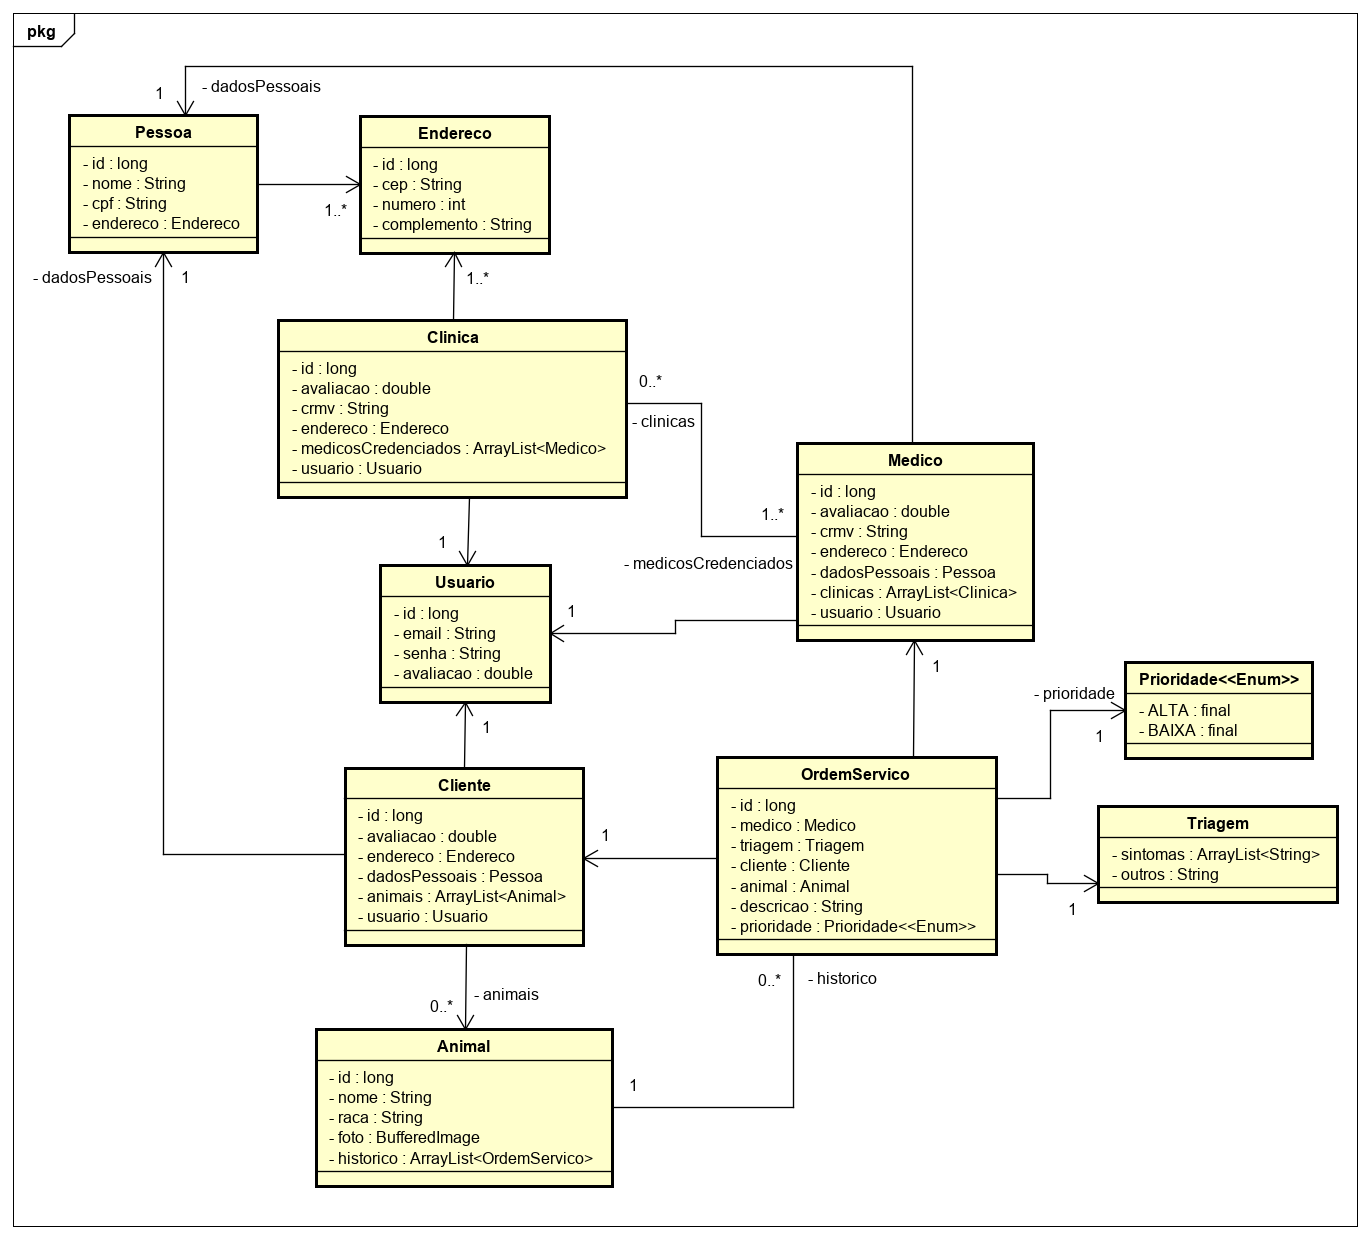 pkg
- dadosPessoais
1
Pessoa
- id : long
- nome : String
- cpf : String
- endereco : Endereco
Endereco
- id : long
- cep : String
- numero : int
- complemento : String
1..*
- dadosPessoais
1
1..*
Clinica
- id : long
- avaliacao : double
- crmv : String
- endereco : Endereco
- medicosCredenciados : ArrayList<Medico>
- usuario : Usuario
0..*
- clinicas
1..*
- medicosCredenciados
Medico
- id : long
- avaliacao : double
- crmv : String
- endereco : Endereco
- dadosPessoais : Pessoa
- clinicas : ArrayList<Clinica>
- usuario : Usuario
1
Usuario
- id : long
- email : String
- senha : String
- avaliacao : double
1
1
1
Prioridade<<Enum>>
- ALTA : final
- BAIXA : final
- prioridade
1
Cliente
- id : long
- avaliacao : double
- endereco : Endereco
- dadosPessoais : Pessoa
- animais : ArrayList<Animal>
- usuario : Usuario
1
OrdemServico
- id : long
- medico : Medico
- triagem : Triagem
- cliente : Cliente
- animal : Animal
- descricao : String
- prioridade : Prioridade<<Enum>>
Triagem
- sintomas : ArrayList<String>
- outros : String
1
0..*
- historico
- animais
0..*
Animal
- id : long
- nome : String
- raca : String
- foto : BufferedImage
- historico : ArrayList<OrdemServico>
1